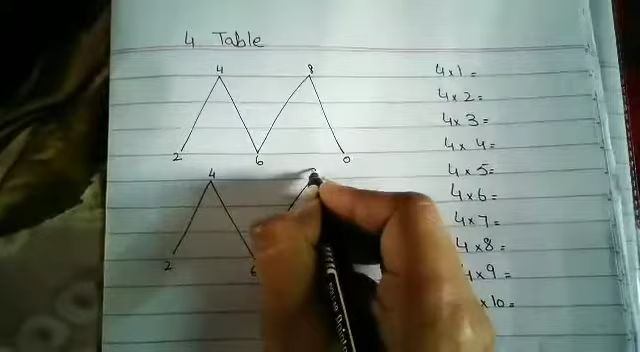 4 Table
4 8
2 6 0
4
2 6
4x1=
4x2=
4x3=
4x4=
4x5=
4x6=
4x7=
4x8=
4x9=
x10=